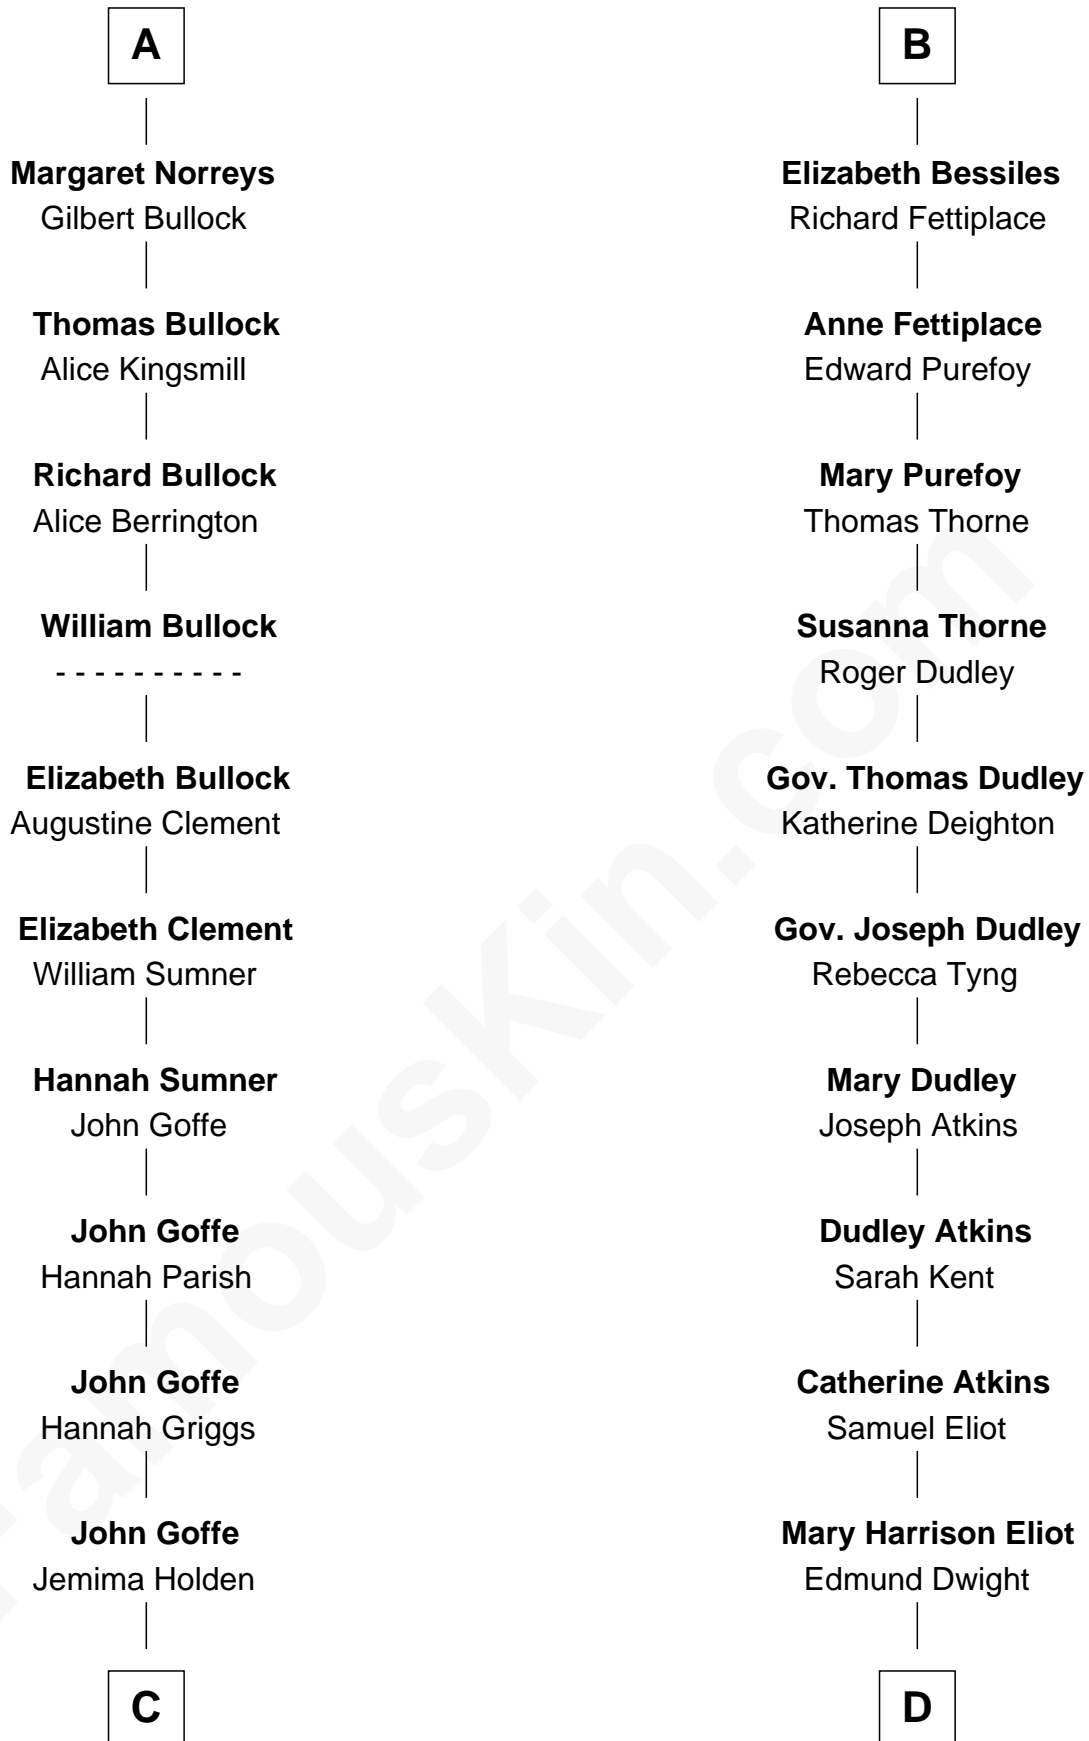 A
Margaret Norreys
Gilbert Bullock
Thomas Bullock
Alice Kingsmill
Richard Bullock
Alice Berrington
William Bullock
- - - - - - - - - -
Elizabeth Bullock
Augustine Clement
Elizabeth Clement
William Sumner
Hannah Sumner
John Goffe
John Goffe
Hannah Parish
John Goffe
Hannah Griggs
John Goffe
Jemima Holden
C
B
Elizabeth Bessiles
Richard Fettiplace
Anne Fettiplace
Edward Purefoy
Mary Purefoy
Thomas Thorne
Susanna Thorne
Roger Dudley
Gov. Thomas Dudley
Katherine Deighton
Gov. Joseph Dudley
Rebecca Tyng
Mary Dudley
Joseph Atkins
Dudley Atkins
Sarah Kent
Catherine Atkins
Samuel Eliot
Mary Harrison Eliot
Edmund Dwight
D
FamousKin.com